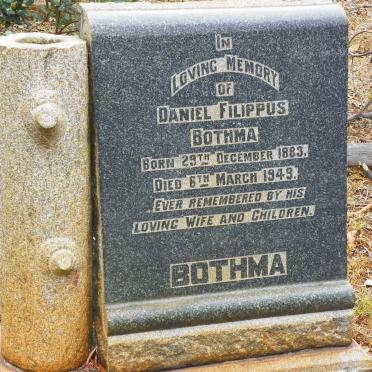 IN
LOVING MEMORY
OF
DANIEL FILIPPUS
BOTHMA
BORN 29TH DECEMBER 1883.
DIED 6TH MARCH 1949.
EVER REMEMBERED BY HIS
LOVING WIFE AND CHILDREN.
BOTHMA